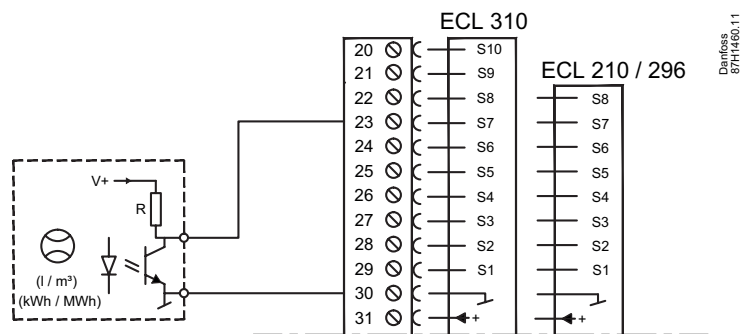 ECL 310
ECL 210 / 296
Danfoss
87H1460.11
20 S10
21 S9
22 S8 S8
23 S7 S7
24 S6 S6
25 S5 S5
26 S4 S4
27 S3 S3
28 S2 S2
29 S1 S1
30
31 + +
V+
R
(l / m³)
(kWh / MWh)